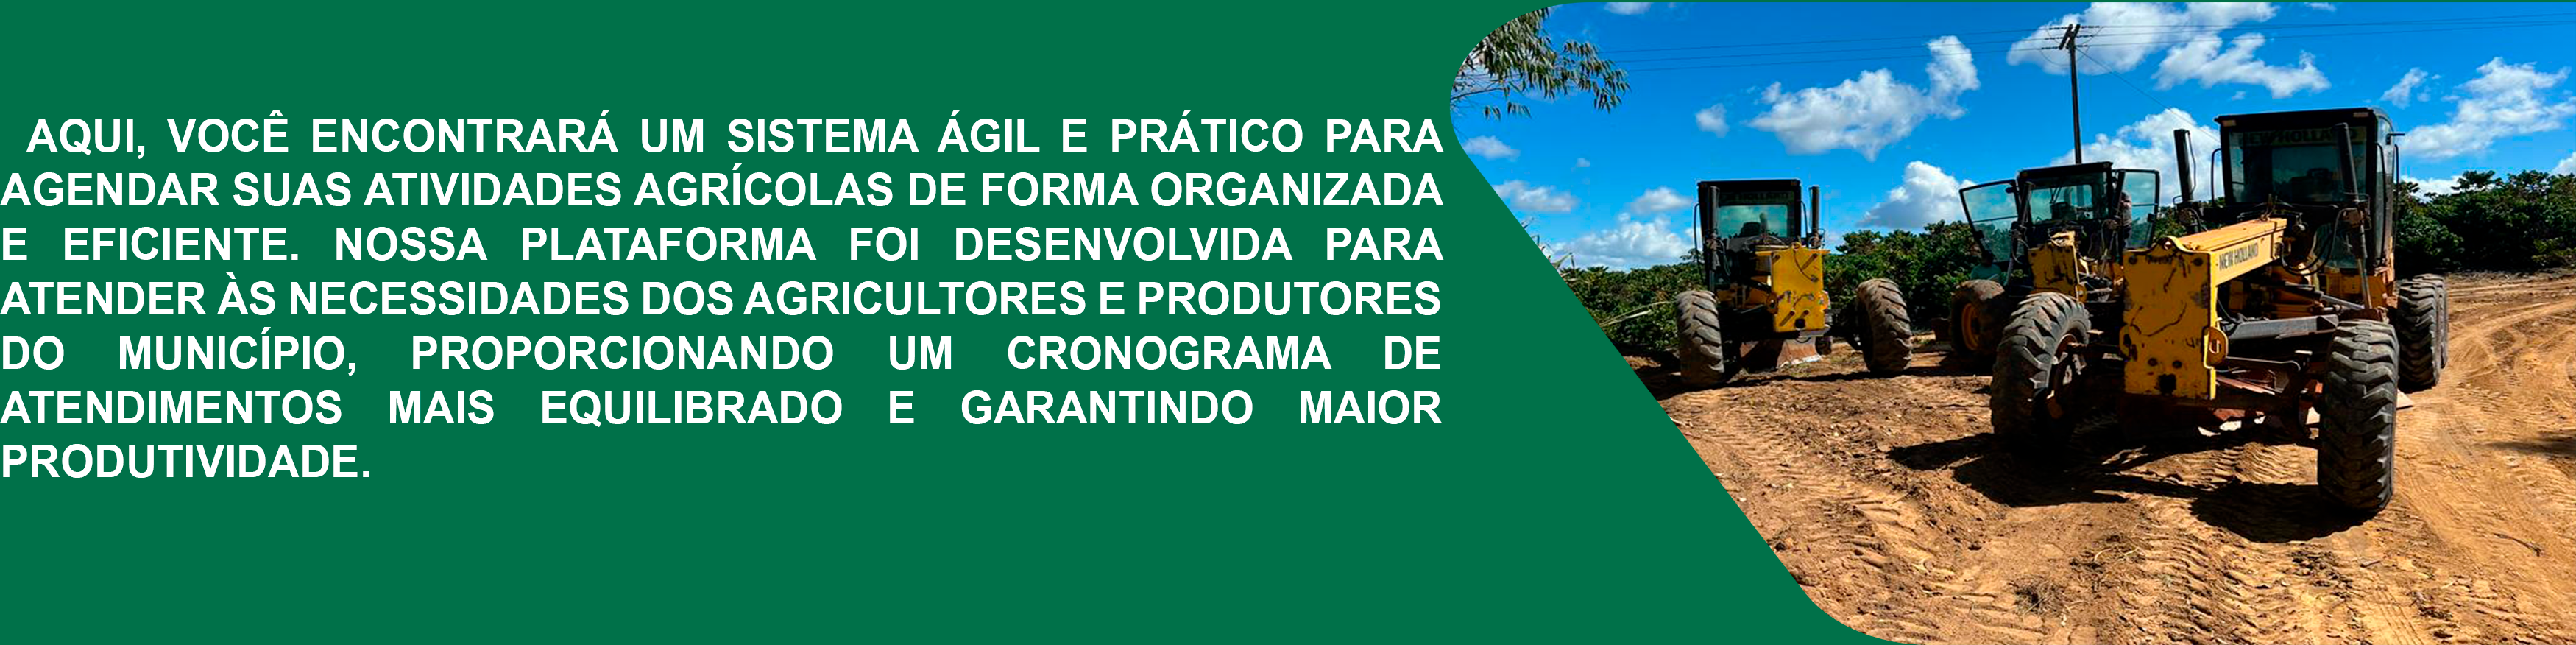 AQUI, VOCÊ ENCONTRARÁ UM SISTEMA ÁGIL E PRÁTICO PARA
AGENDAR SUAS ATIVIDADES AGRÍCOLAS DE FORMA ORGANIZADA
E EFICIENTE. NOSSA PLATAFORMA FOI DESENVOLVIDA PARA
ATENDER ÀS NECESSIDADES DOS AGRICULTORES E PRODUTORES
DO MUNICÍPIO, PROPORCIONANDO UM CRONOGRAMA DE
ATENDIMENTOS MAIS EQUILIBRADO E GARANTINDO MAIOR
PRODUTIVIDADE.
NEW HOLLAND
NEW HOLLAND